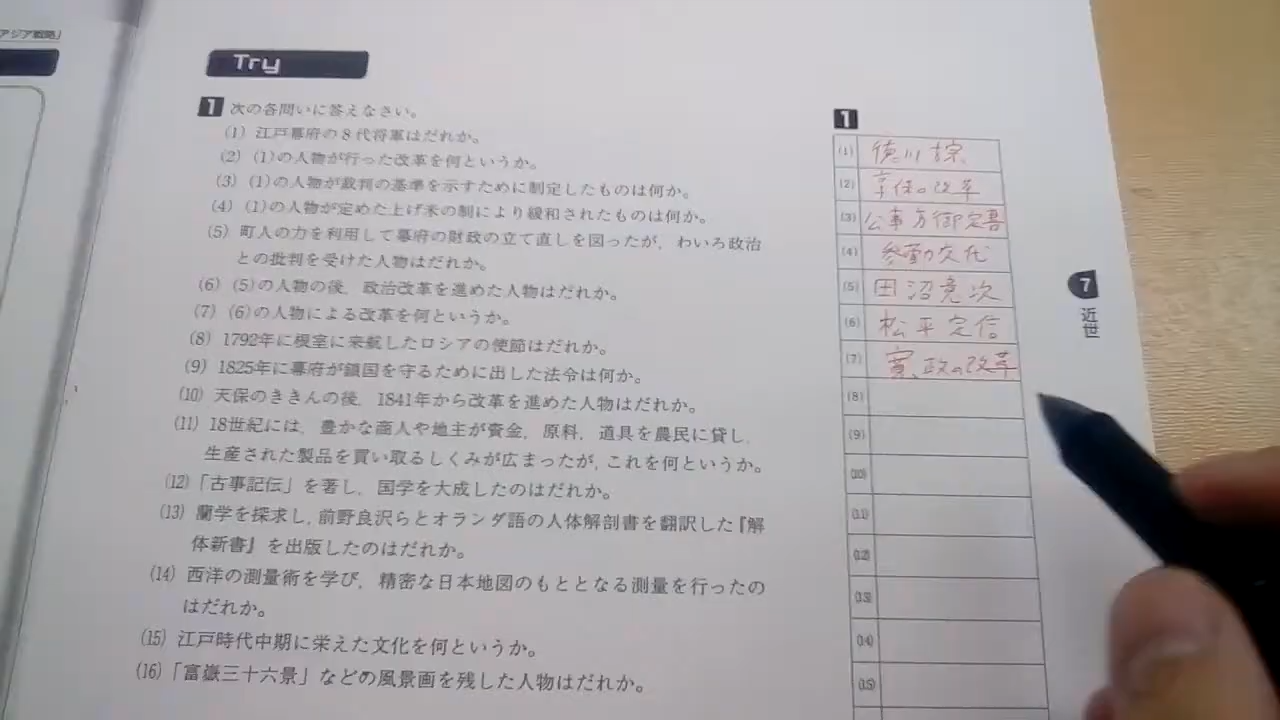 アジア戦略」
Try
1 次の各問いに答えなさい。
(1) 江戸幕府の8代将軍はだれか。
(2) (1)の人物が行った改革を何というか。
(3) (1)の人物が裁判の基準を示すために制定したものは何か。
(4) (1)の人物が定めた上げ米の制により緩和されたものは何か。
(5) 町人の力を利用して幕府の財政の立て直しを図ったが，わいろ政治
との批判を受けた人物はだれか。
(6) (5)の人物の後，政治改革を進めた人物はだれか。
(7) (6)の人物による改革を何というか。
(8) 1792年に根室に来航したロシアの使節はだれか。
(9) 1825年に幕府が鎖国を守るために出した法令は何か。
(10) 天保のききんの後，1841年から改革を進めた人物はだれか。
(11) 18世紀には，豊かな商人や地主が資金，原料，道具を農民に貸し，
生産された製品を買い取るしくみが広まったが，これを何というか。
(12)「古事記伝」を著し，国学を大成したのはだれか。
(13) 蘭学を探求し，前野良沢らとオランダ語の人体解剖書を翻訳した『解
体新書』を出版したのはだれか。
(14) 西洋の測量術を学び，精密な日本地図のもととなる測量を行ったの
はだれか。
(15) 江戸時代中期に栄えた文化を何というか。
(16)「富嶽三十六景」などの風景画を残した人物はだれか。
1
(1) 徳川吉宗
(2) 享保の改革
(3) 公事方御定書
(4) 参勤交代
(5) 田沼意次
(6) 松平定信
(7) 寛政の改革
(8)
(9)
(10)
(11)
(12)
(13)
(14)
(15)
7
近世